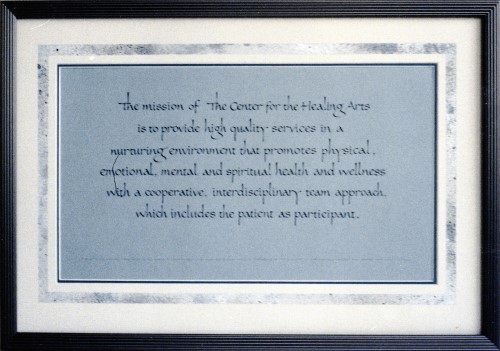 The mission of The Center for the Healing Arts
is to provide high quality services in a
nurturing environment that promotes physical,
emotional, mental and spiritual health and wellness
with a cooperative, interdisciplinary team approach,
which includes the patient as participant.